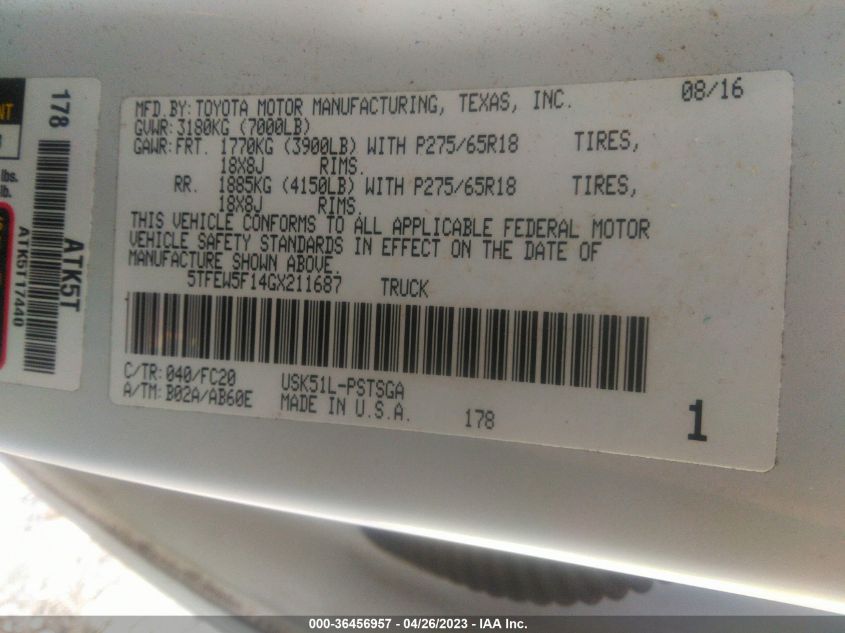 MFD.BY:TOYOTA MOTOR MANUFACTURING, TEXAS, INC. 08/16
GVWR:3180KG (7000LB)
GAWR:FRT. 1770KG (3900LB) WITH P275/65R18 TIRES,
18X8J RIMS.
RR. 1885KG (4150LB) WITH P275/65R18 TIRES,
18X8J RIMS.
THIS VEHICLE CONFORMS TO ALL APPLICABLE FEDERAL MOTOR
VEHICLE SAFETY STANDARDS IN EFFECT ON THE DATE OF
MANUFACTURE SHOWN ABOVE.
5TFEW5F14GX211687 TRUCK
C/TR:040/FC20 USK51L-PSTSGA
A/TM:B02A/AB60E MADE IN U.S.A. 178 1
178
ATK5T
ATK5T17440
lbs.
lb.
000-36456957 - 04/26/2023 - IAA Inc.